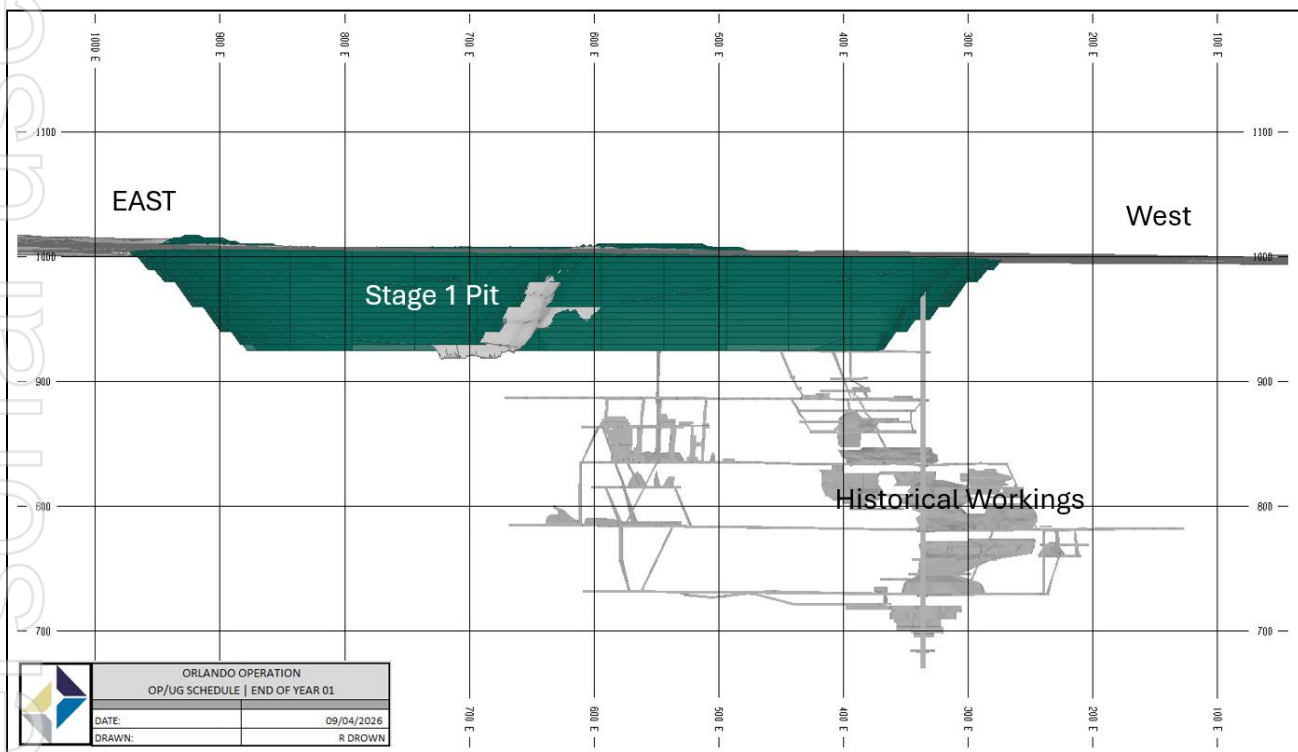 1000 E 900 E 800 E 700 E 600 E 500 E 400 E 300 E 200 E 100 E
1100 1100
EAST
West
1000 1000
Stage 1 Pit
900 900
Historical Workings
800 800
700 700
ORLANDO OPERATION
OP/UG SCHEDULE | END OF YEAR 01
DATE: 09/04/2026
DRAWN: R DROWN
700 E 600 E 500 E 400 E 300 E 200 E 100 E